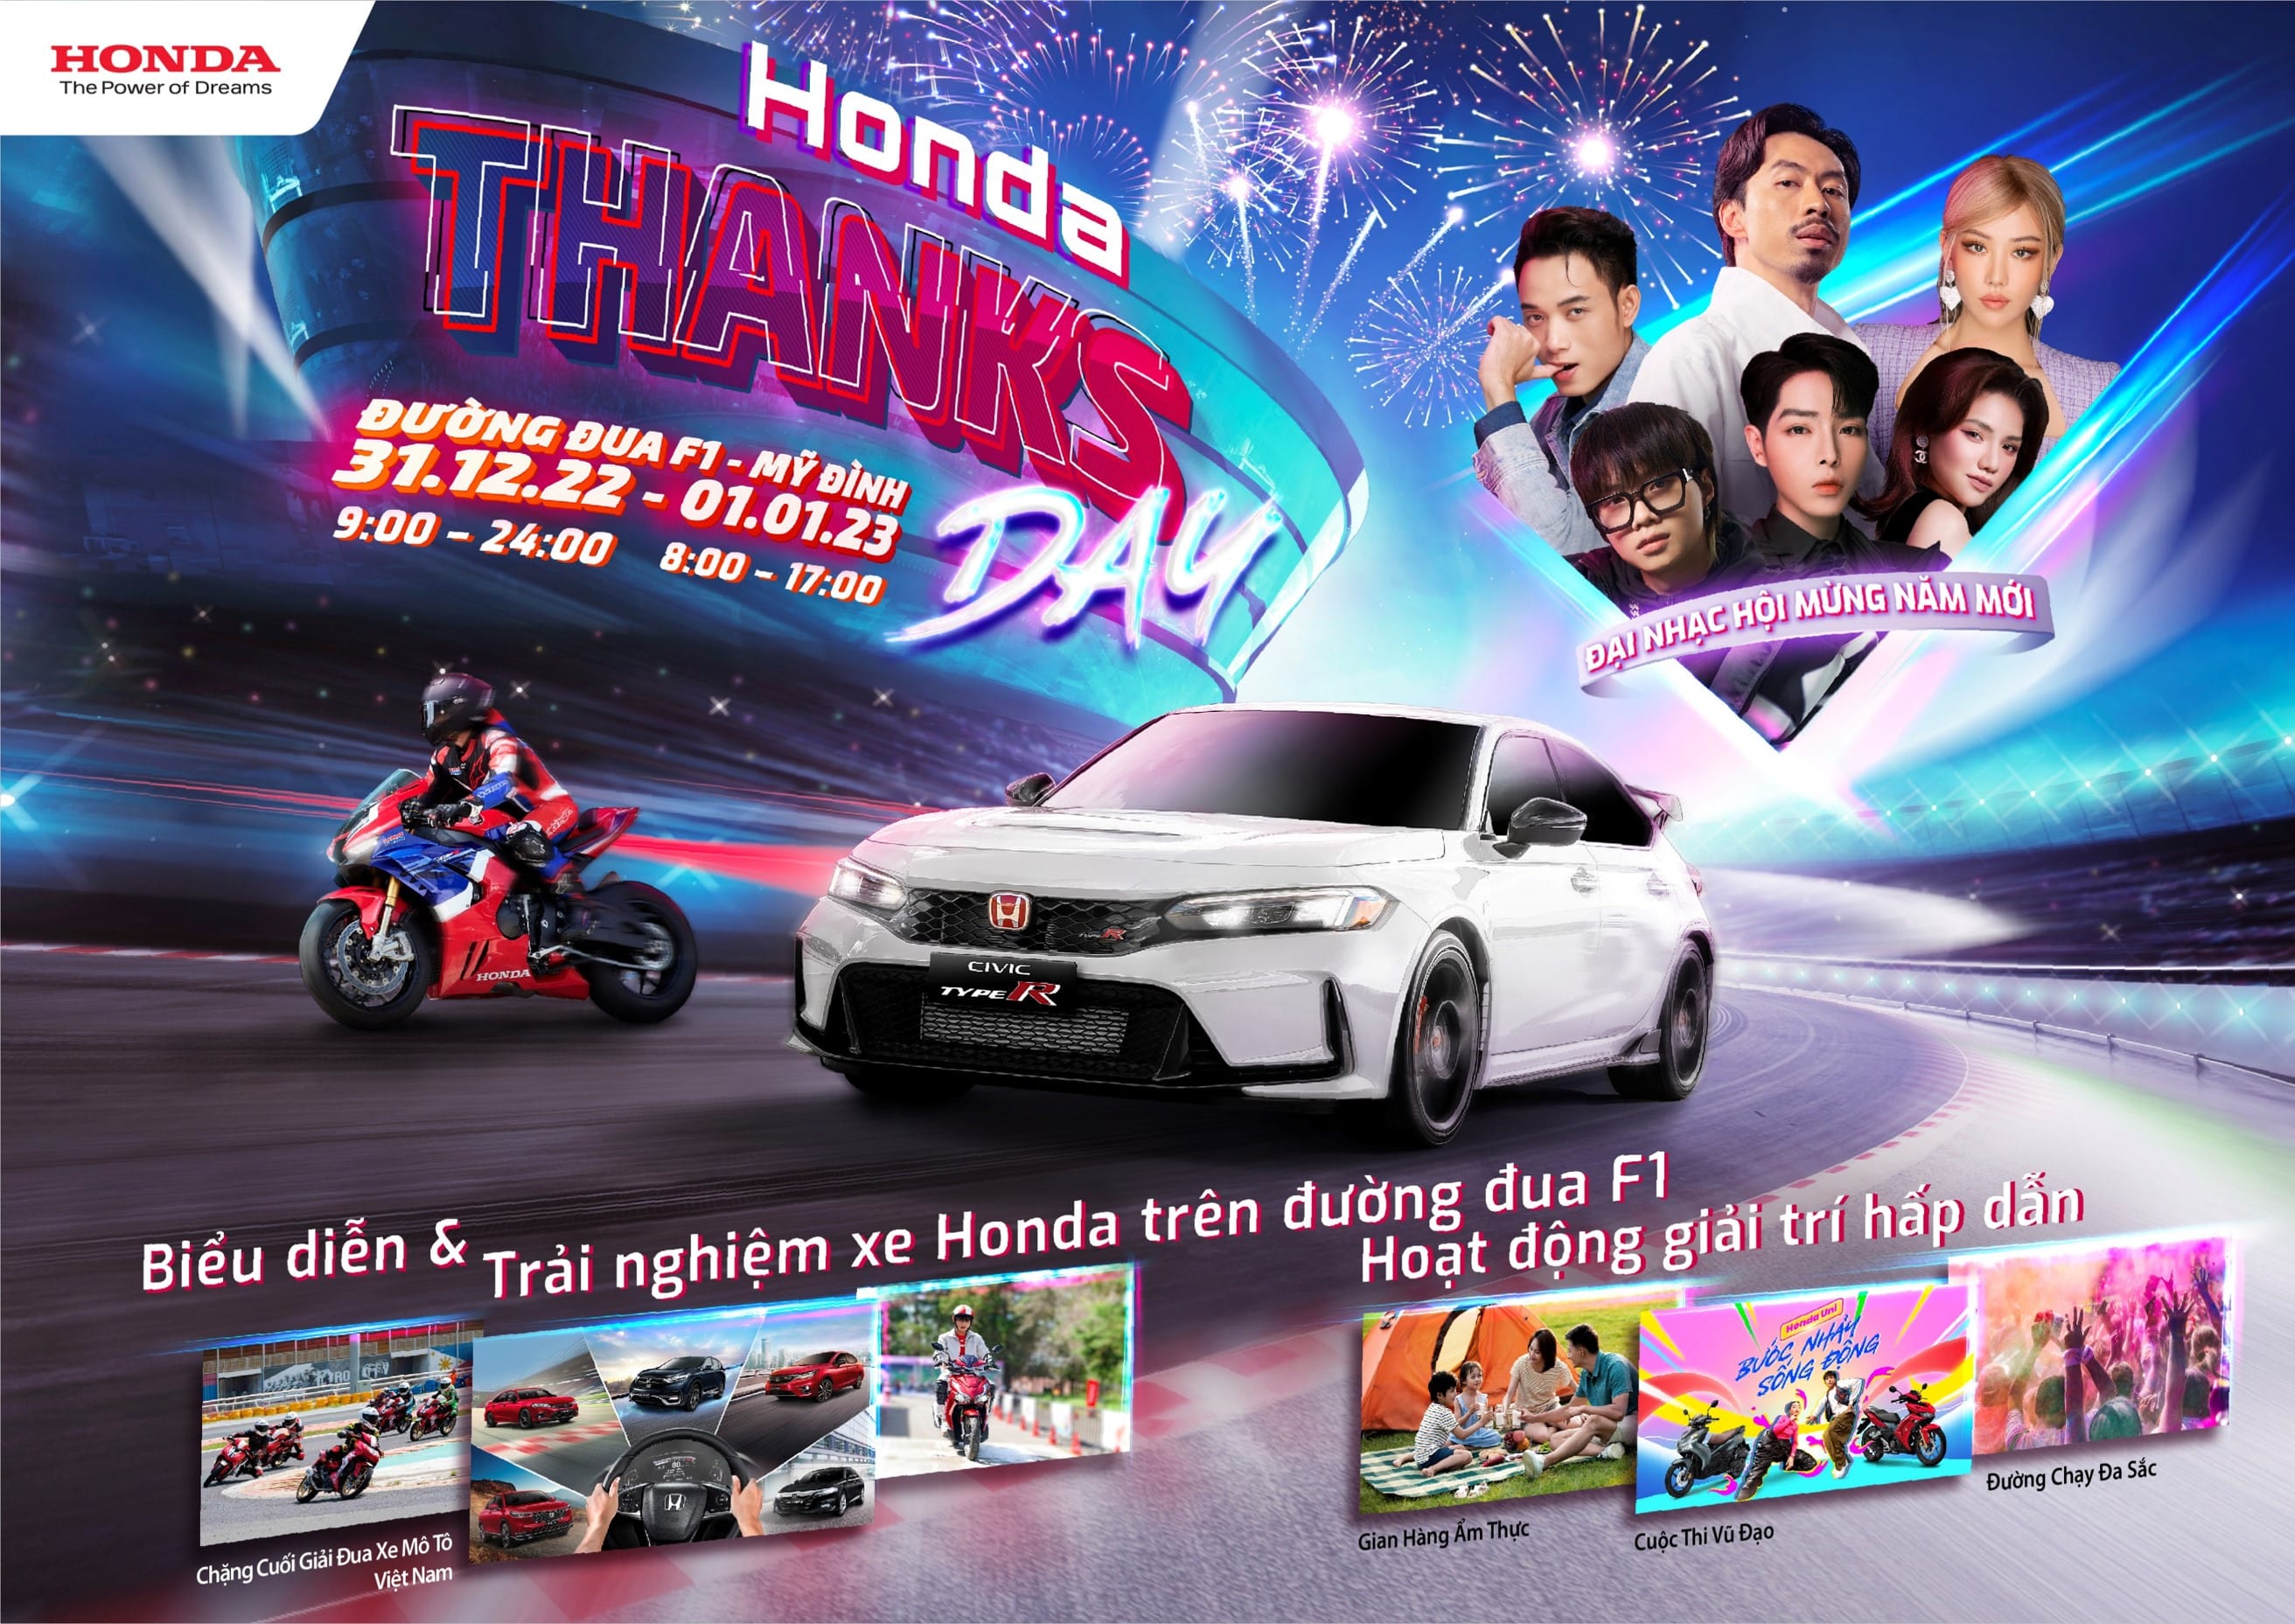 HONDA
The Power of Dreams
Honda
THANKS
DAY
ĐƯỜNG ĐUA F1 - MỸ ĐÌNH
31.12.22 - 01.01.23
9:00 - 24:00 8:00 - 17:00
ĐẠI NHẠC HỘI MỪNG NĂM MỚI
HONDA
CIVIC
TYPE R
Biểu diễn & Trải nghiệm xe Honda trên đường đua F1
Hoạt động giải trí hấp dẫn
Honda Uni
BƯỚC NHẢY
SỐNG ĐỘNG
Chặng Cuối Giải Đua Xe Mô Tô
Việt Nam
Gian Hàng Ẩm Thực
Cuộc Thi Vũ Đạo
Đường Chạy Đa Sắc